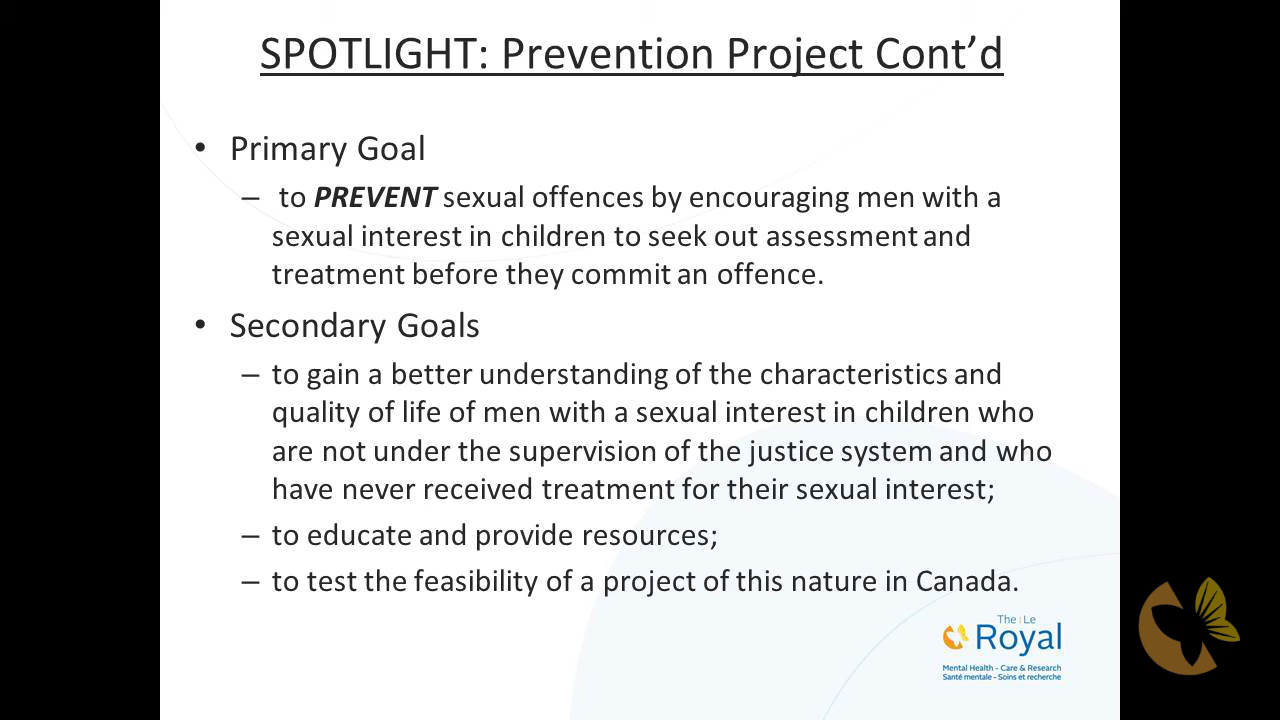 SPOTLIGHT: Prevention Project Cont’d
• Primary Goal
– to PREVENT sexual offences by encouraging men with a
sexual interest in children to seek out assessment and
treatment before they commit an offence.
• Secondary Goals
– to gain a better understanding of the characteristics and
quality of life of men with a sexual interest in children who
are not under the supervision of the justice system and who
have never received treatment for their sexual interest;
– to educate and provide resources;
– to test the feasibility of a project of this nature in Canada.
The | Le
Royal
Mental Health - Care & Research
Santé mentale - Soins et recherche